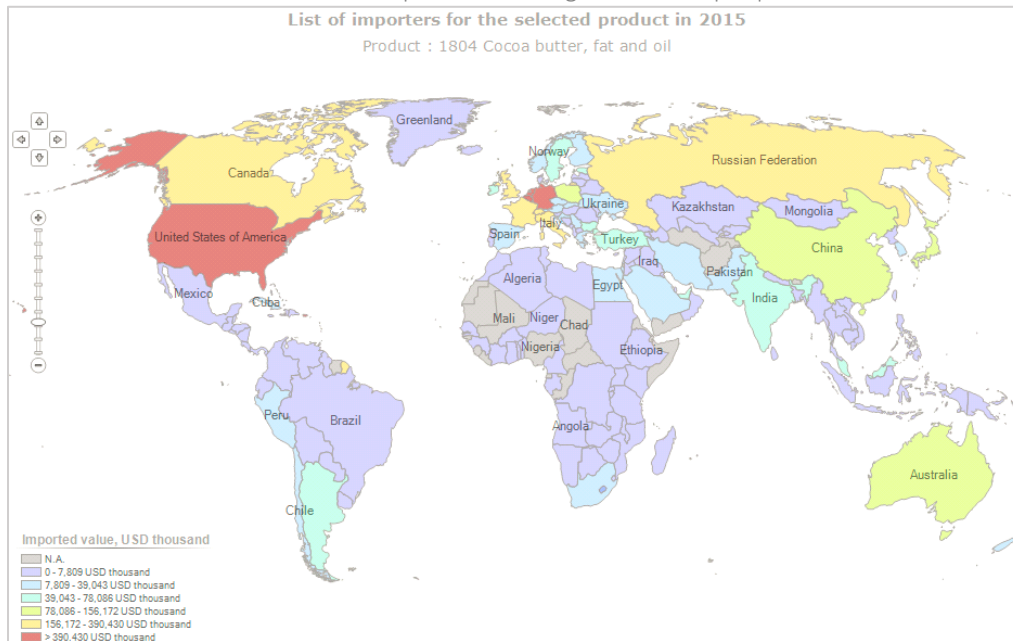 List of importers for the selected product in 2015
Product : 1804 Cocoa butter, fat and oil
Greenland
Norway
Russian Federation
Canada
Ukraine
Kazakhstan
Mongolia
United States of America
Spain
Italy
Turkey
China
Iraq
Pakistan
Algeria
Egypt
India
Mexico
Cuba
Mali
Niger
Chad
Nigeria
Ethiopia
Peru
Brazil
Angola
Australia
Chile
Imported value, USD thousand
N.A.
0 - 7,809 USD thousand
7,809 - 39,043 USD thousand
39,043 - 78,086 USD thousand
78,086 - 156,172 USD thousand
156,172 - 390,430 USD thousand
> 390,430 USD thousand